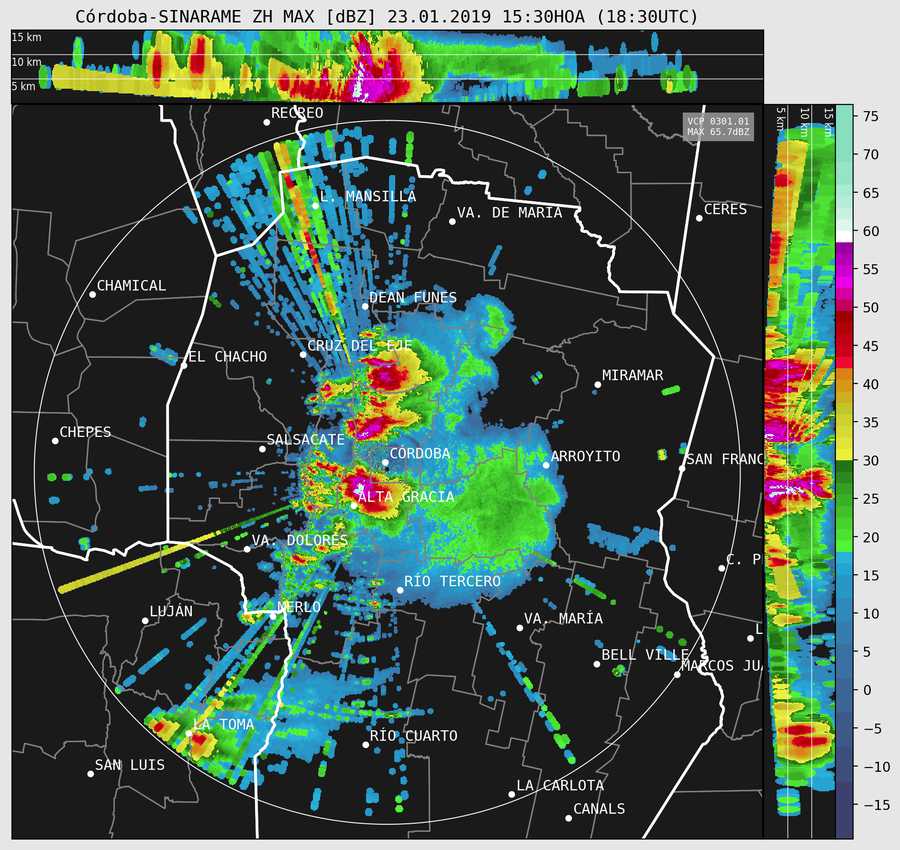 Córdoba-SINARAME ZH MAX [dBZ] 23.01.2019 15:30HOA (18:30UTC)
15 km
10 km
5 km
5 km
10 km
15 km
VCP 0301.01
MAX 65.7dBZ
RECREO
L. MANSILLA
VA. DE MARIA
CERES
CHAMICAL
DEAN FUNES
CRUZ DEL EJE
EL CHACHO
MIRAMAR
CHEPES
SALSACATE
CÓRDOBA
ARROYITO
SAN FRANC
ALTA GRACIA
VA. DOLORES
C. P
RÍO TERCERO
LUJÁN
MERLO
VA. MARÍA
L
BELL VILLE
MARCOS JU
LA TOMA
RÍO CUARTO
SAN LUIS
LA CARLOTA
CANALS
75
70
65
60
55
50
45
40
35
30
25
20
15
10
5
0
−5
−10
−15